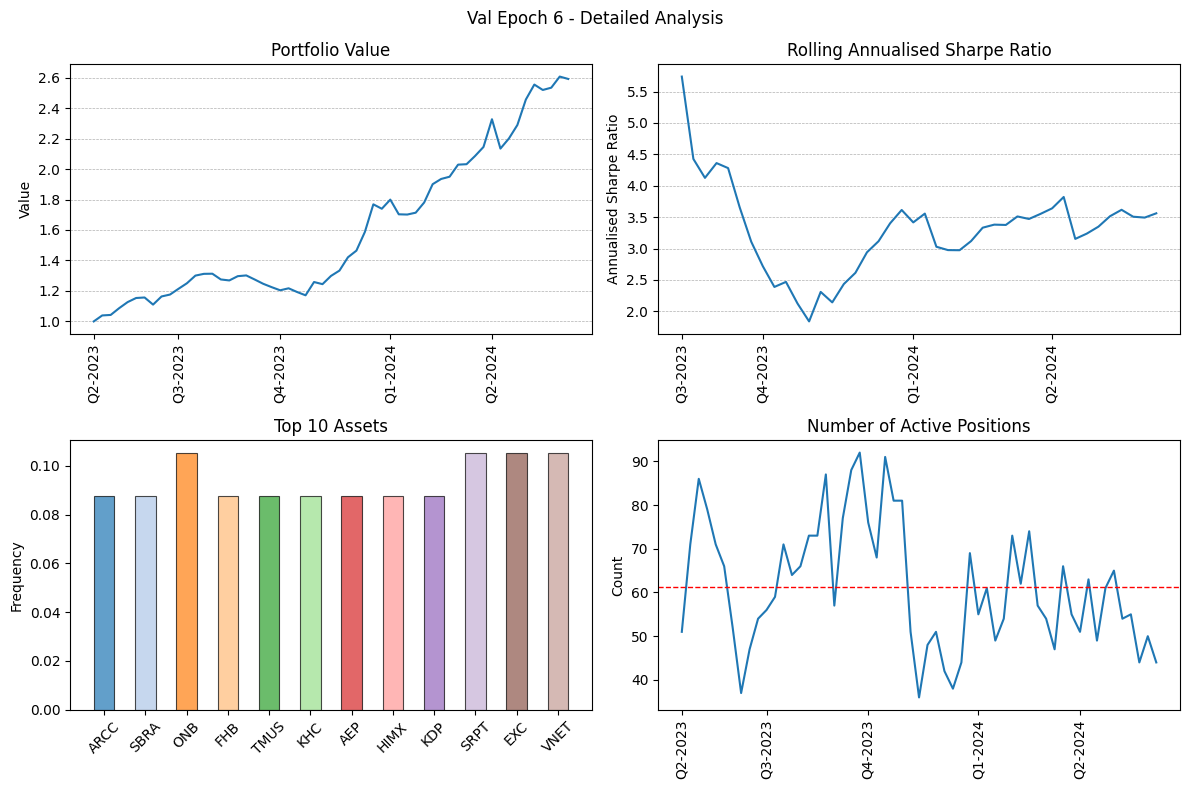 Val Epoch 6 - Detailed Analysis
Portfolio Value
Value
2.6
2.4
2.2
2.0
1.8
1.6
1.4
1.2
1.0
Q2-2023
Q3-2023
Q4-2023
Q1-2024
Q2-2024
Rolling Annualised Sharpe Ratio
Annualised Sharpe Ratio
5.5
5.0
4.5
4.0
3.5
3.0
2.5
2.0
Q3-2023
Q4-2023
Q1-2024
Q2-2024
Top 10 Assets
Frequency
0.10
0.08
0.06
0.04
0.02
0.00
ARCC
SBRA
ONB
FHB
TMUS
KHC
AEP
HIMX
KDP
SRPT
EXC
VNET
Number of Active Positions
Count
90
80
70
60
50
40
Q2-2023
Q3-2023
Q4-2023
Q1-2024
Q2-2024